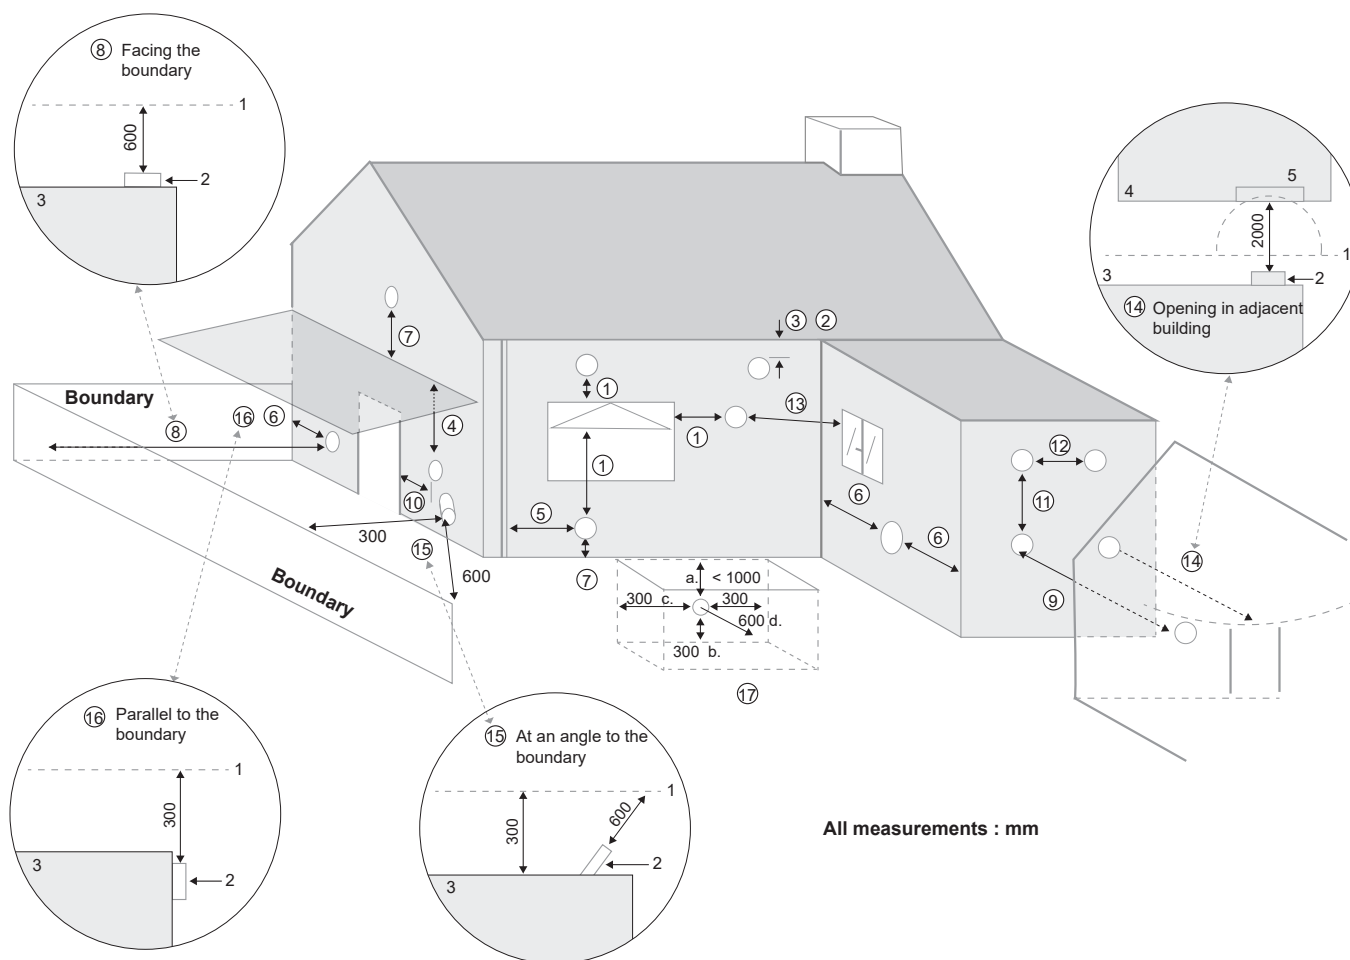 ⑧ Facing the
boundary
1
600
2
3
5
4
2000
1
3
2
⑭ Opening in adjacent
building
③ ②
⑦
①
⑬
Boundary
⑯ ⑥
⑧
④
①
⑫
①
⑥
⑩
⑤
⑪
⑥
300
⑮
600
⑦
a. < 1000
⑭
Boundary
300 c.
300
⑨
600 d.
300 b.
⑰
⑯ Parallel to the
boundary
1
300
3
2
⑮ At an angle to the
boundary
1
300
600
2
3
All measurements : mm